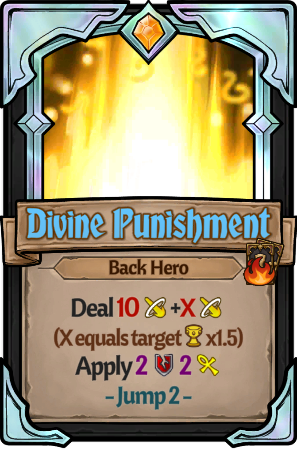 Divine Punishment
Back Hero
Deal 10 +X
(X equals target x1.5)
Apply 2 2
- Jump 2 -